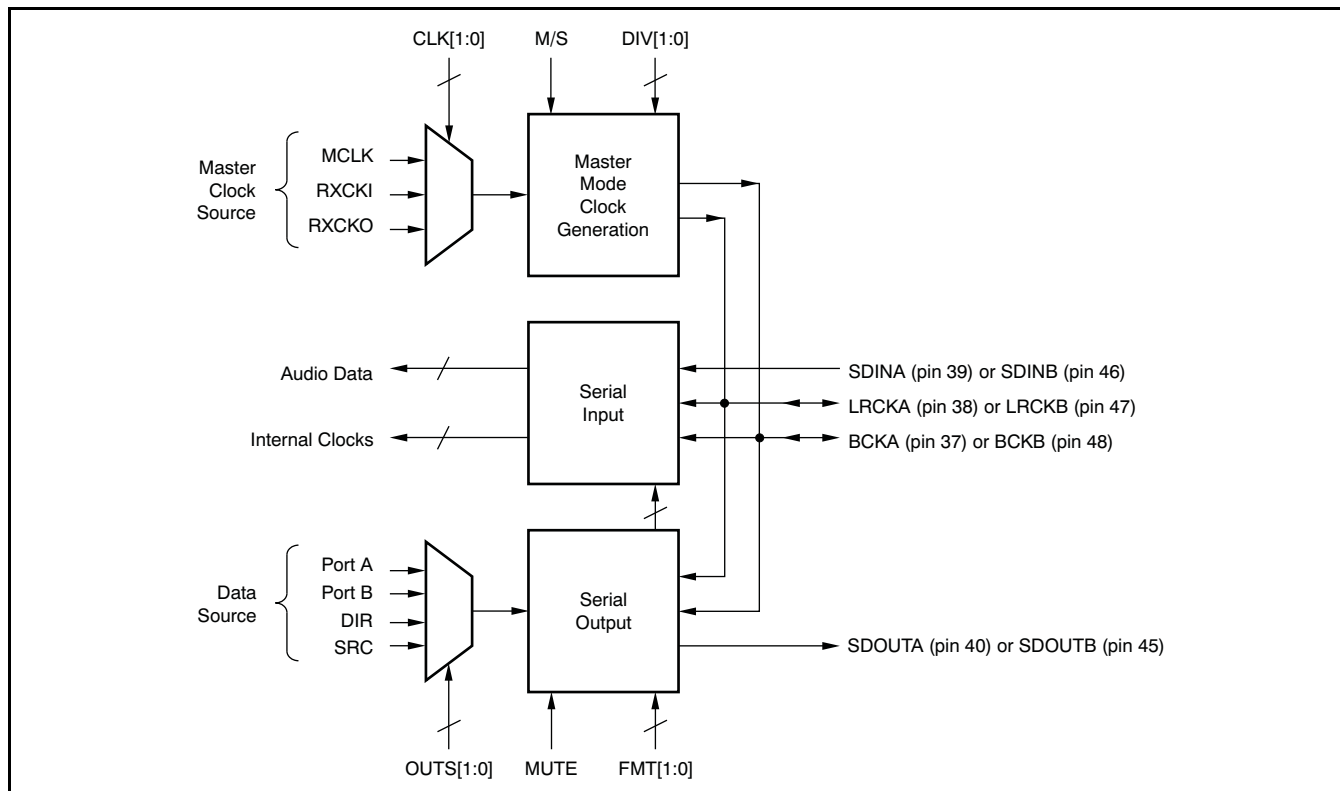 CLK[1:0]
M/S
DIV[1:0]
Master
Clock
Source
MCLK
RXCKI
RXCKO
Master
Mode
Clock
Generation
Audio Data
Internal Clocks
Serial
Input
SDINA (pin 39) or SDINB (pin 46)
LRCKA (pin 38) or LRCKB (pin 47)
BCKA (pin 37) or BCKB (pin 48)
Data
Source
Port A
Port B
DIR
SRC
Serial
Output
SDOUTA (pin 40) or SDOUTB (pin 45)
OUTS[1:0]
MUTE
FMT[1:0]